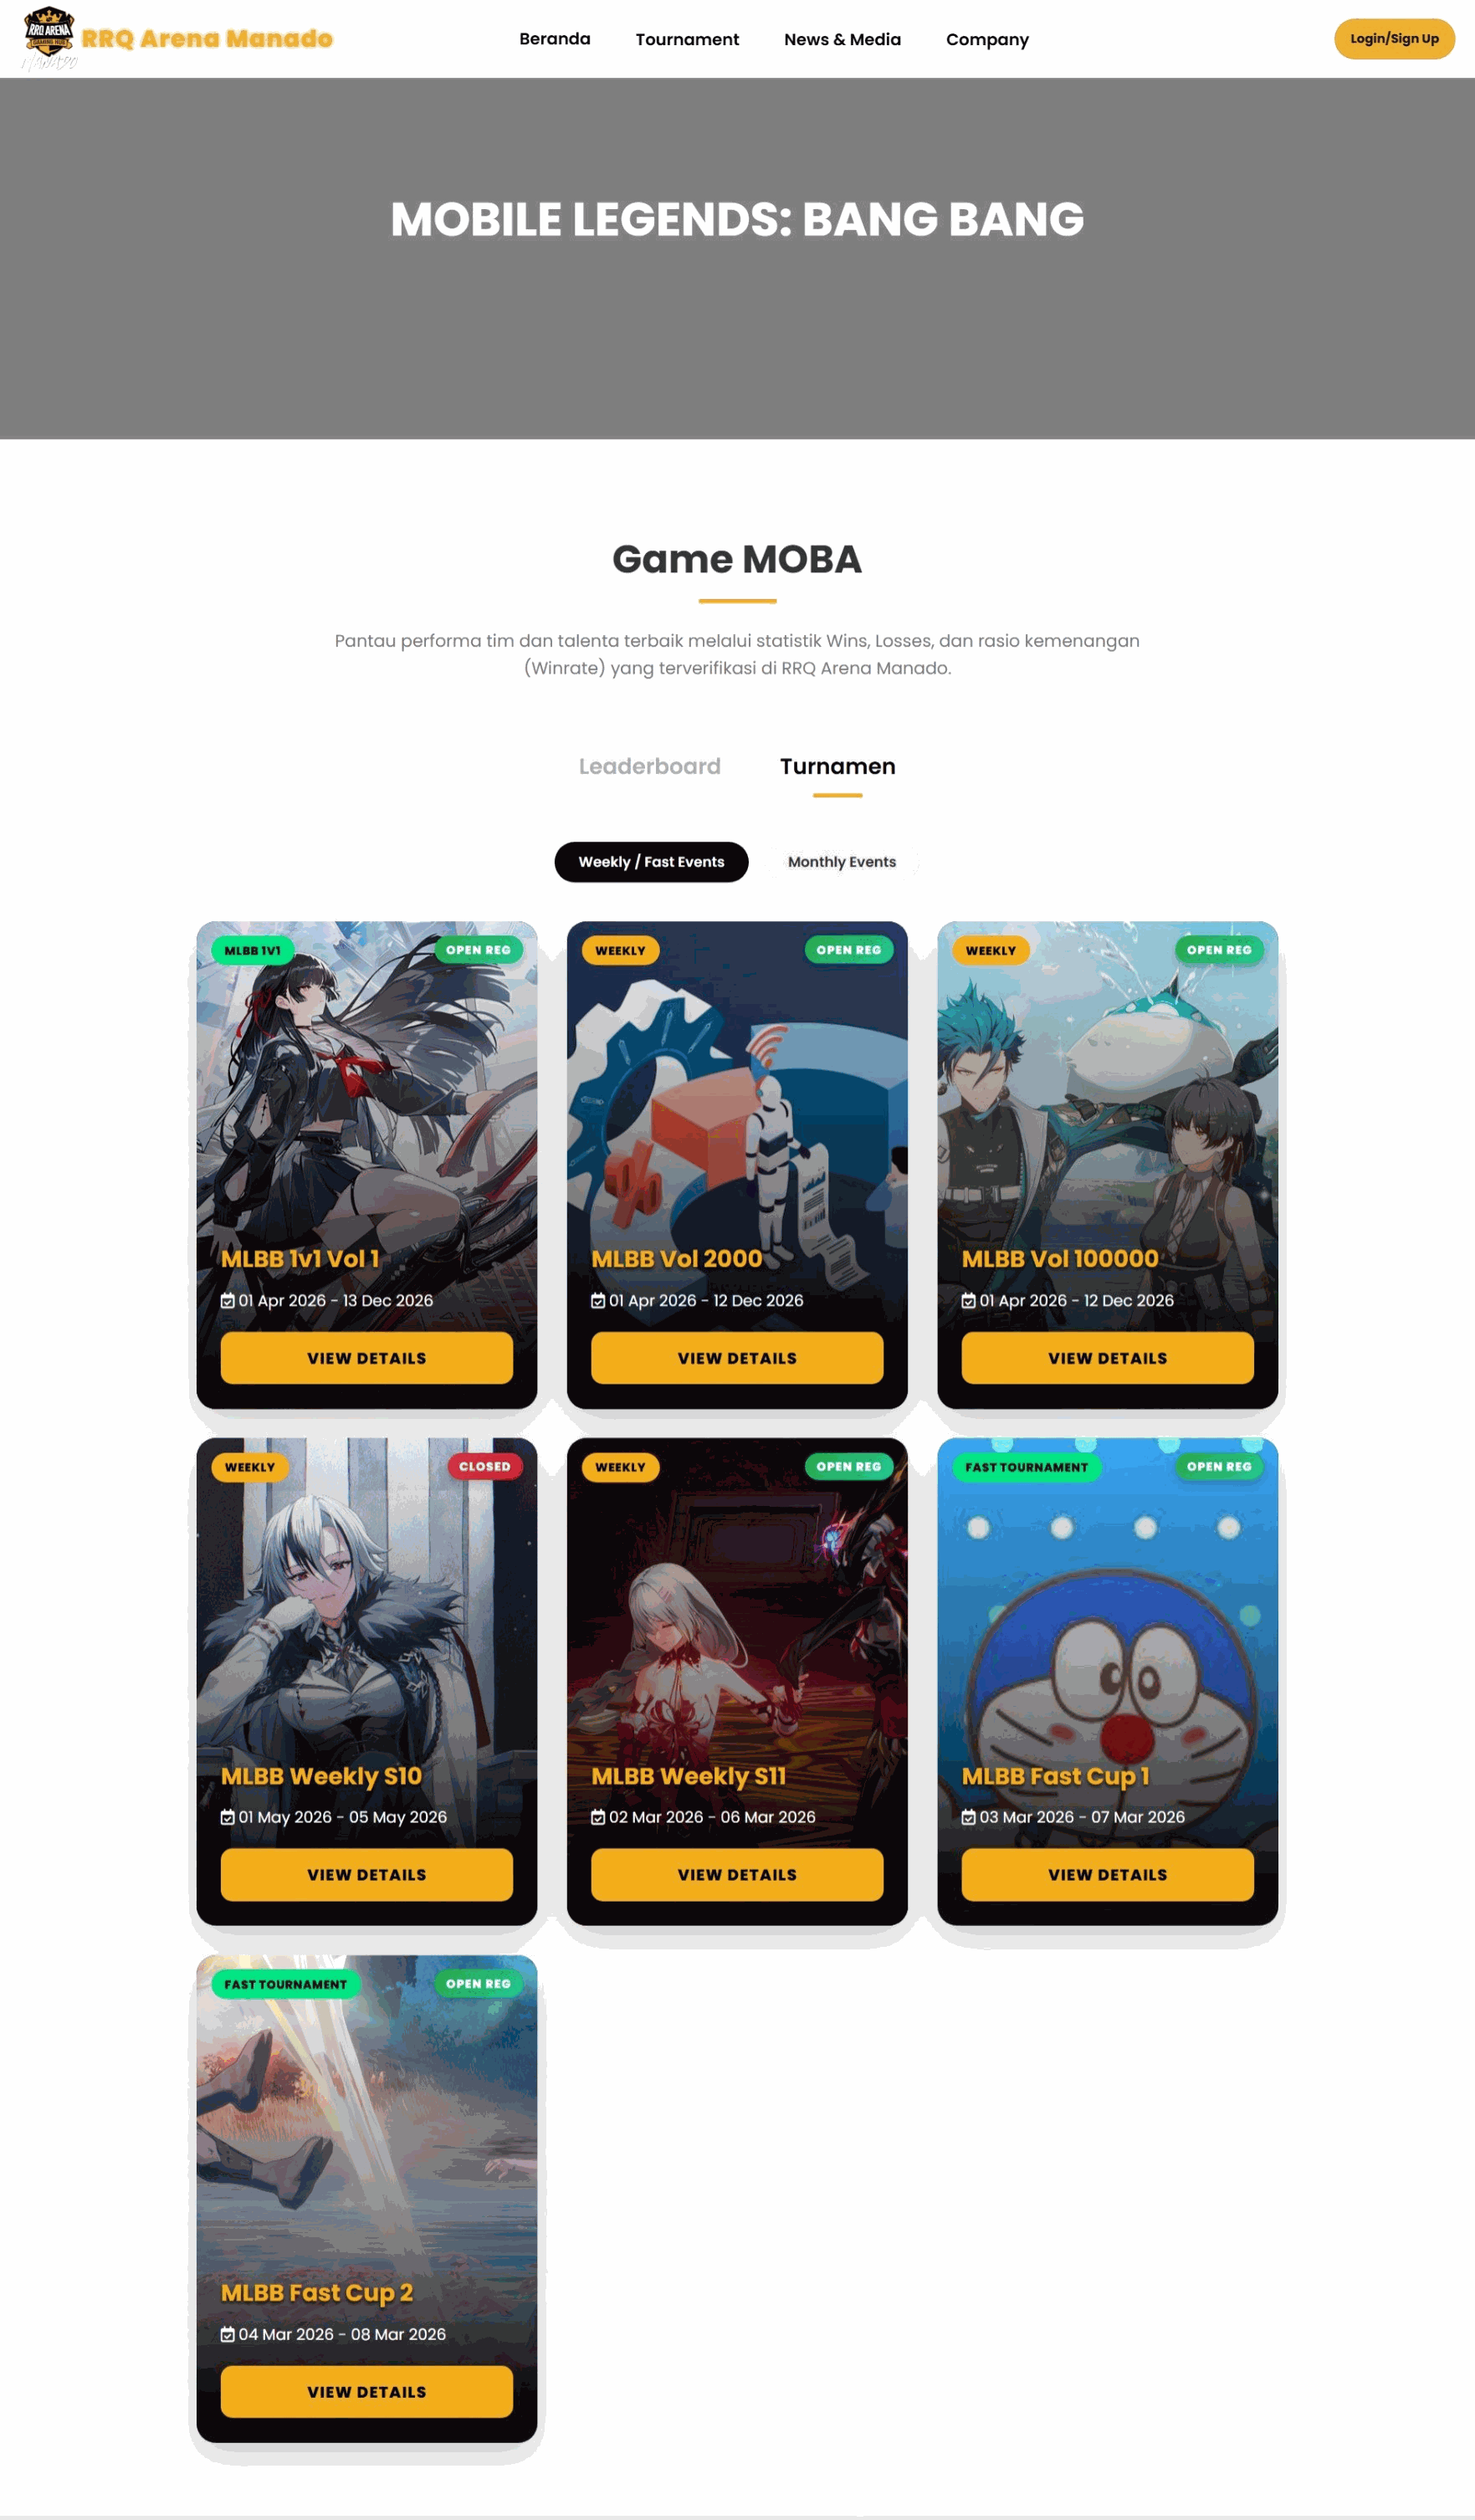 RRQ ARENA
GAMING HUB
MANADO
RRQ Arena Manado
Beranda
Tournament
News & Media
Company
Login/Sign Up
MOBILE LEGENDS: BANG BANG
Game MOBA
Pantau performa tim dan talenta terbaik melalui statistik Wins, Losses, dan rasio kemenangan
(Winrate) yang terverifikasi di RRQ Arena Manado.
Leaderboard
Turnamen
Weekly / Fast Events
Monthly Events
MLBB 1V1
OPEN REG
MLBB 1v1 Vol 1
01 Apr 2026 - 13 Dec 2026
VIEW DETAILS
WEEKLY
OPEN REG
MLBB Vol 2000
01 Apr 2026 - 12 Dec 2026
VIEW DETAILS
WEEKLY
OPEN REG
MLBB Vol 100000
01 Apr 2026 - 12 Dec 2026
VIEW DETAILS
WEEKLY
CLOSED
MLBB Weekly S10
01 May 2026 - 05 May 2026
VIEW DETAILS
WEEKLY
OPEN REG
MLBB Weekly S11
02 Mar 2026 - 06 Mar 2026
VIEW DETAILS
FAST TOURNAMENT
OPEN REG
MLBB Fast Cup 1
03 Mar 2026 - 07 Mar 2026
VIEW DETAILS
FAST TOURNAMENT
OPEN REG
MLBB Fast Cup 2
04 Mar 2026 - 08 Mar 2026
VIEW DETAILS